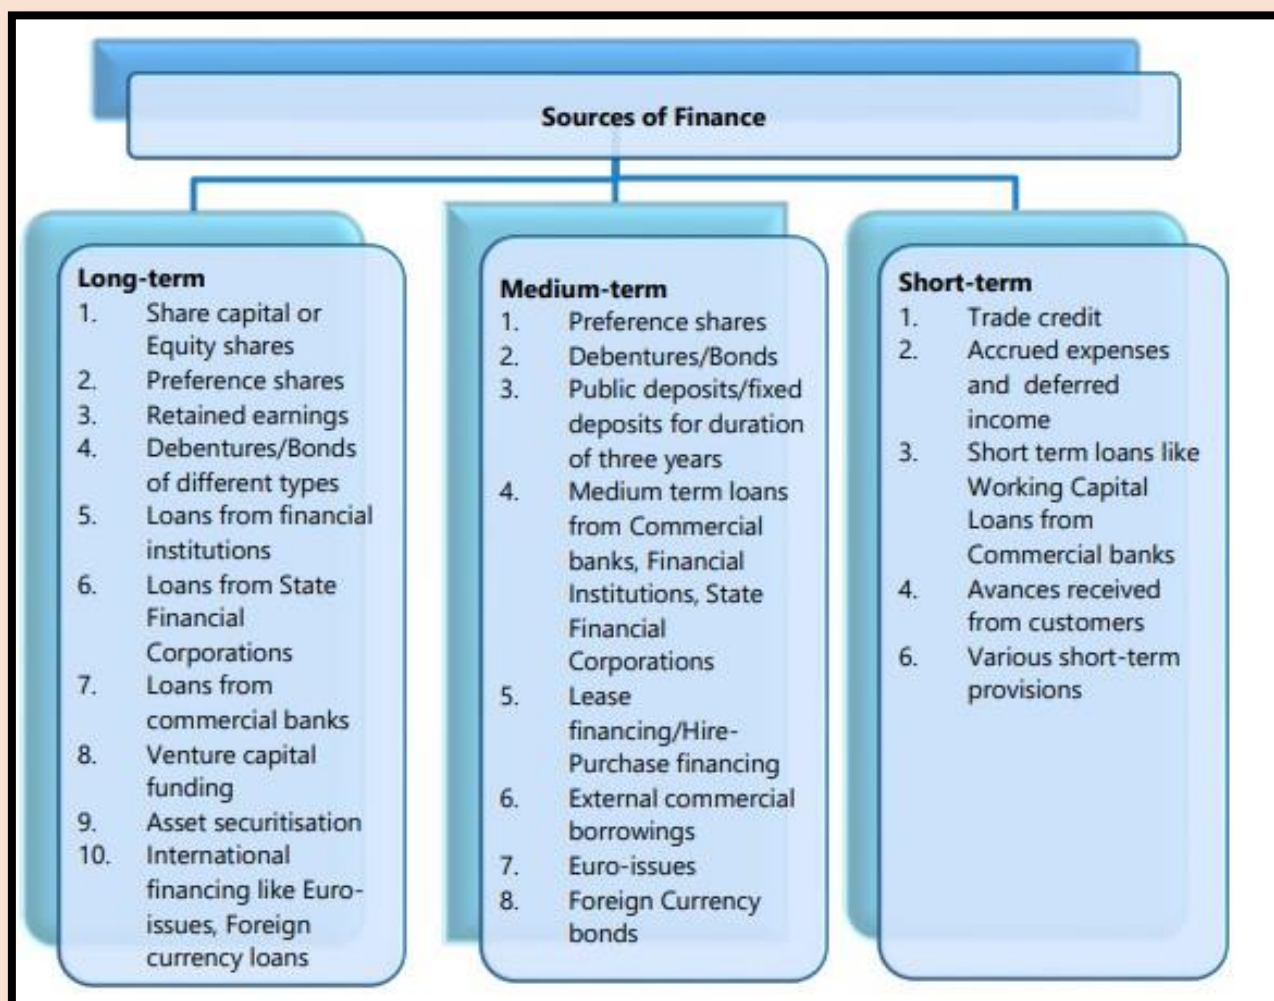 Sources of Finance
Long-term
1. Share capital or
Equity shares
2. Preference shares
3. Retained earnings
4. Debentures/Bonds
of different types
5. Loans from financial
institutions
6. Loans from State
Financial
Corporations
7. Loans from
commercial banks
8. Venture capital
funding
9. Asset securitisation
10. International
financing like Euro-
issues, Foreign
currency loans
Medium-term
1. Preference shares
2. Debentures/Bonds
3. Public deposits/fixed
deposits for duration
of three years
4. Medium term loans
from Commercial
banks, Financial
Institutions, State
Financial
Corporations
5. Lease
financing/Hire-
Purchase financing
6. External commercial
borrowings
7. Euro-issues
8. Foreign Currency
bonds
Short-term
1. Trade credit
2. Accrued expenses
and deferred
income
3. Short term loans like
Working Capital
Loans from
Commercial banks
4. Avances received
from customers
6. Various short-term
provisions